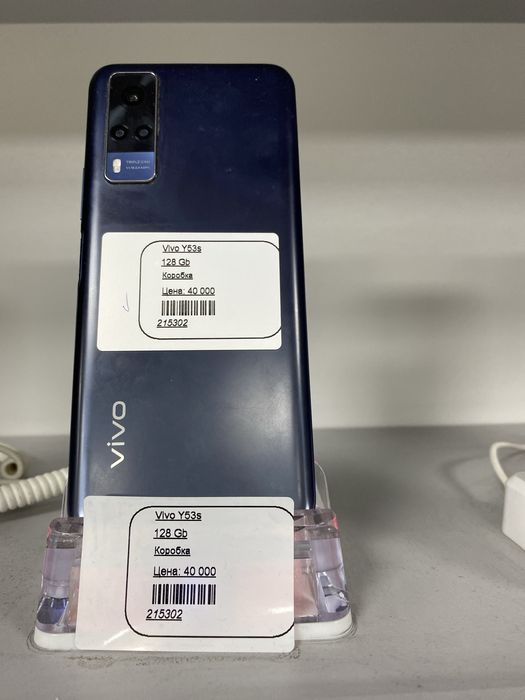 Vivo Y53s
128 Gb
Коробка
Цена: 40 000
215302
vivo
Vivo Y53s
128 Gb
Коробка
Цена: 40 000
215302